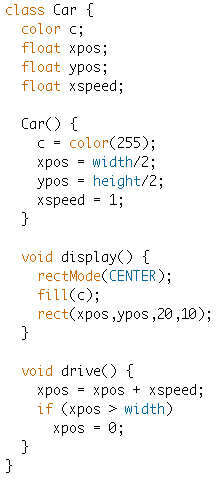 class Car {
  color c;
  float xpos;
  float ypos;
  float xspeed;

  Car() {
    c = color(255);
    xpos = width/2;
    ypos = height/2;
    xspeed = 1;
  }

  void display() {
    rectMode(CENTER);
    fill(c);
    rect(xpos,ypos,20,10);
  }

  void drive() {
    xpos = xpos + xspeed;
    if (xpos > width)
      xpos = 0;
  }
}